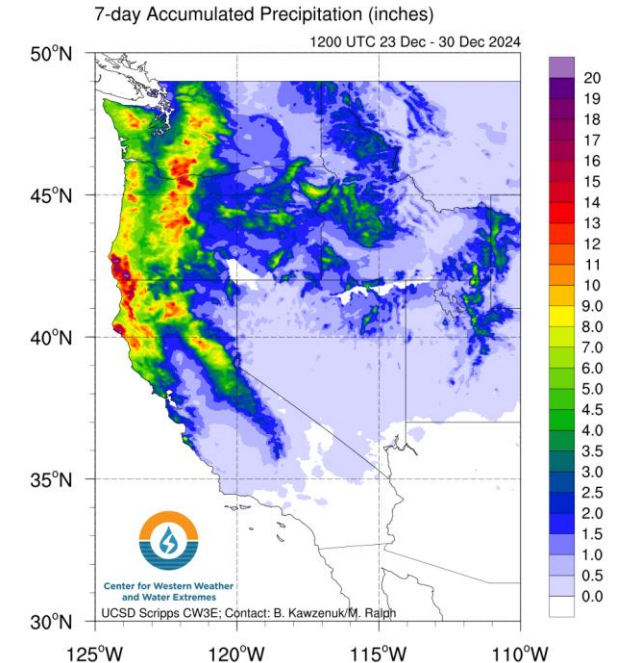 7-day Accumulated Precipitation (inches)
1200 UTC 23 Dec - 30 Dec 2024
50°N
45°N
40°N
35°N
30°N
125°W
120°W
115°W
110°W
20
19
18
17
16
15
14
13
12
11
10
9.0
8.0
7.0
6.0
5.0
4.5
4.0
3.5
3.0
2.5
2.0
1.5
1.0
0.5
0.0
Center for Western Weather
and Water Extremes
UCSD Scripps CW3E; Contact: B. Kawzenuk/M. Ralph